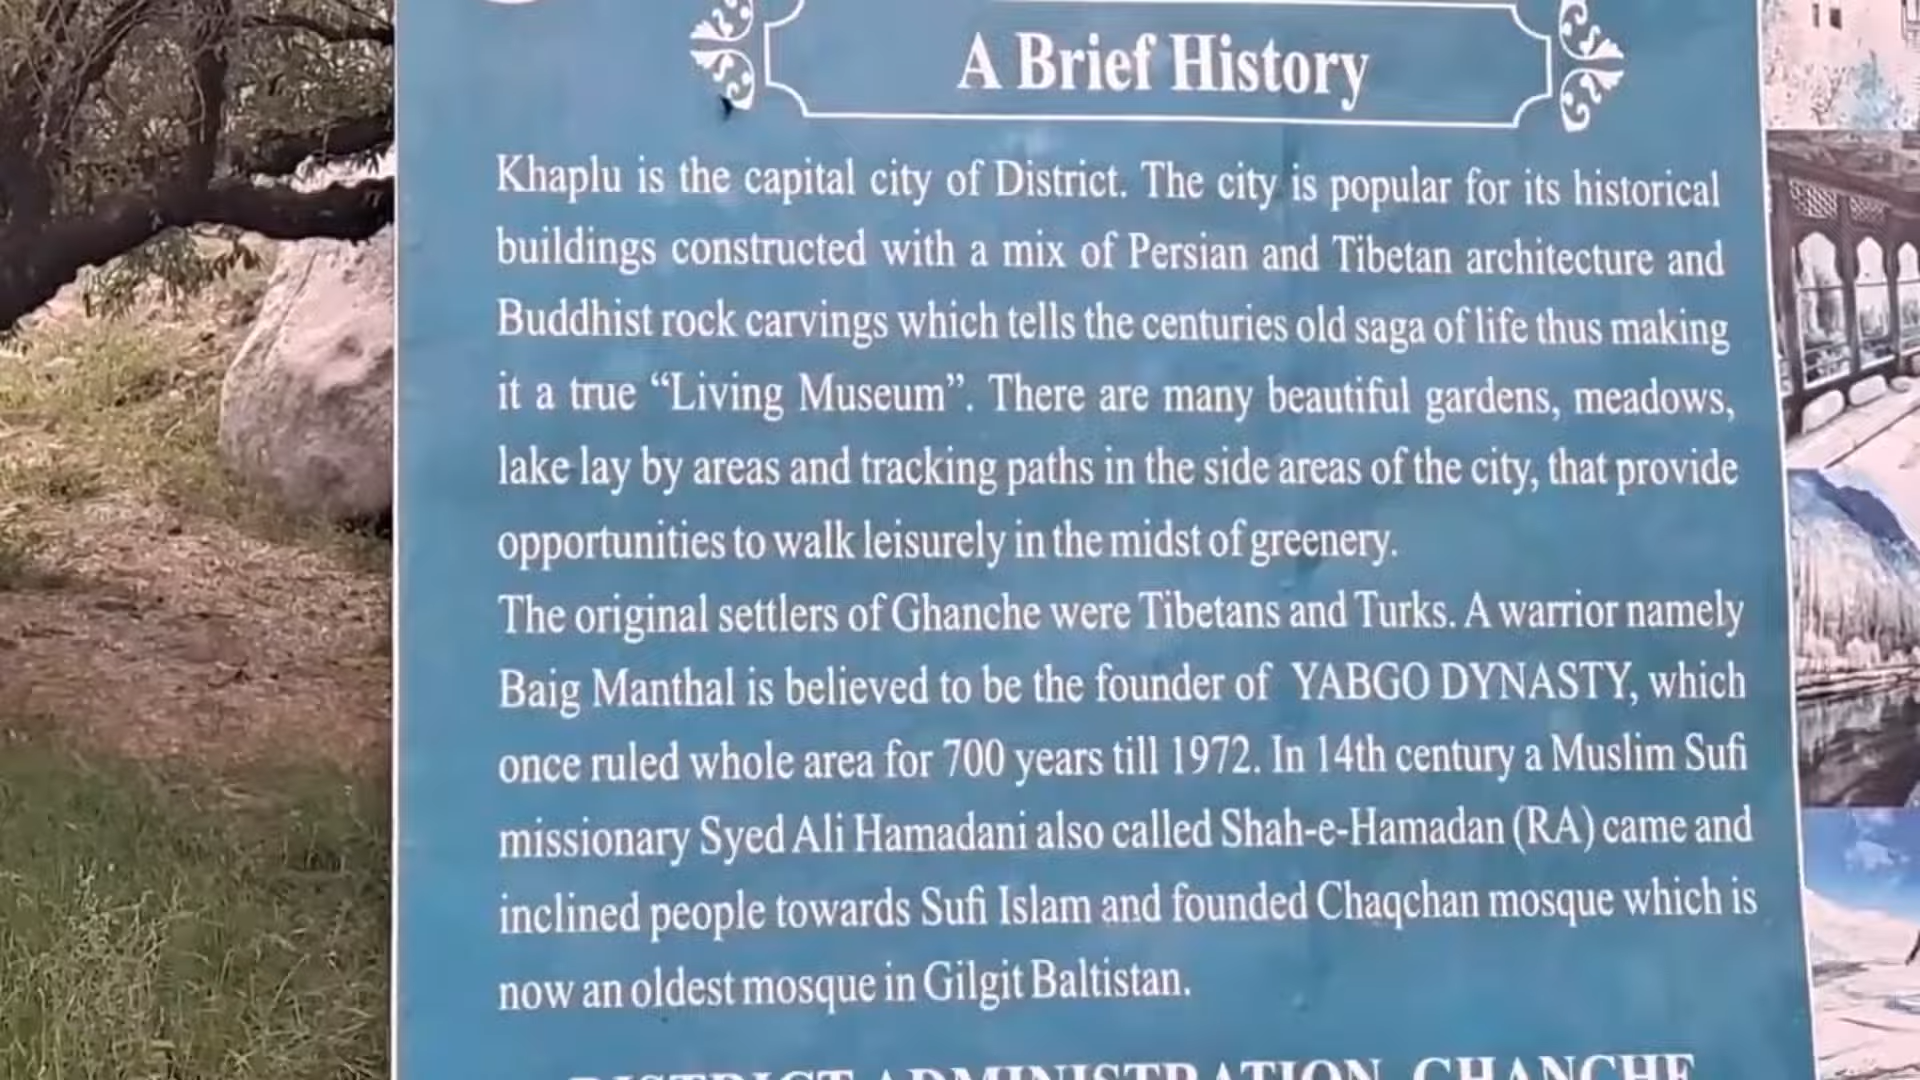 A Brief History
Khaplu is the capital city of District. The city is popular for its historical
buildings constructed with a mix of Persian and Tibetan architecture and
Buddhist rock carvings which tells the centuries old saga of life thus making
it a true “Living Museum”. There are many beautiful gardens, meadows,
lake lay by areas and tracking paths in the side areas of the city, that provide
opportunities to walk leisurely in the midst of greenery.
The original settlers of Ghanche were Tibetans and Turks. A warrior namely
Baig Manthal is believed to be the founder of YABGO DYNASTY, which
once ruled whole area for 700 years till 1972. In 14th century a Muslim Sufi
missionary Syed Ali Hamadani also called Shah-e-Hamadan (RA) came and
inclined people towards Sufi Islam and founded Chaqchan mosque which is
now an oldest mosque in Gilgit Baltistan.
DISTRICT ADMINISTRATION, GHANCHE